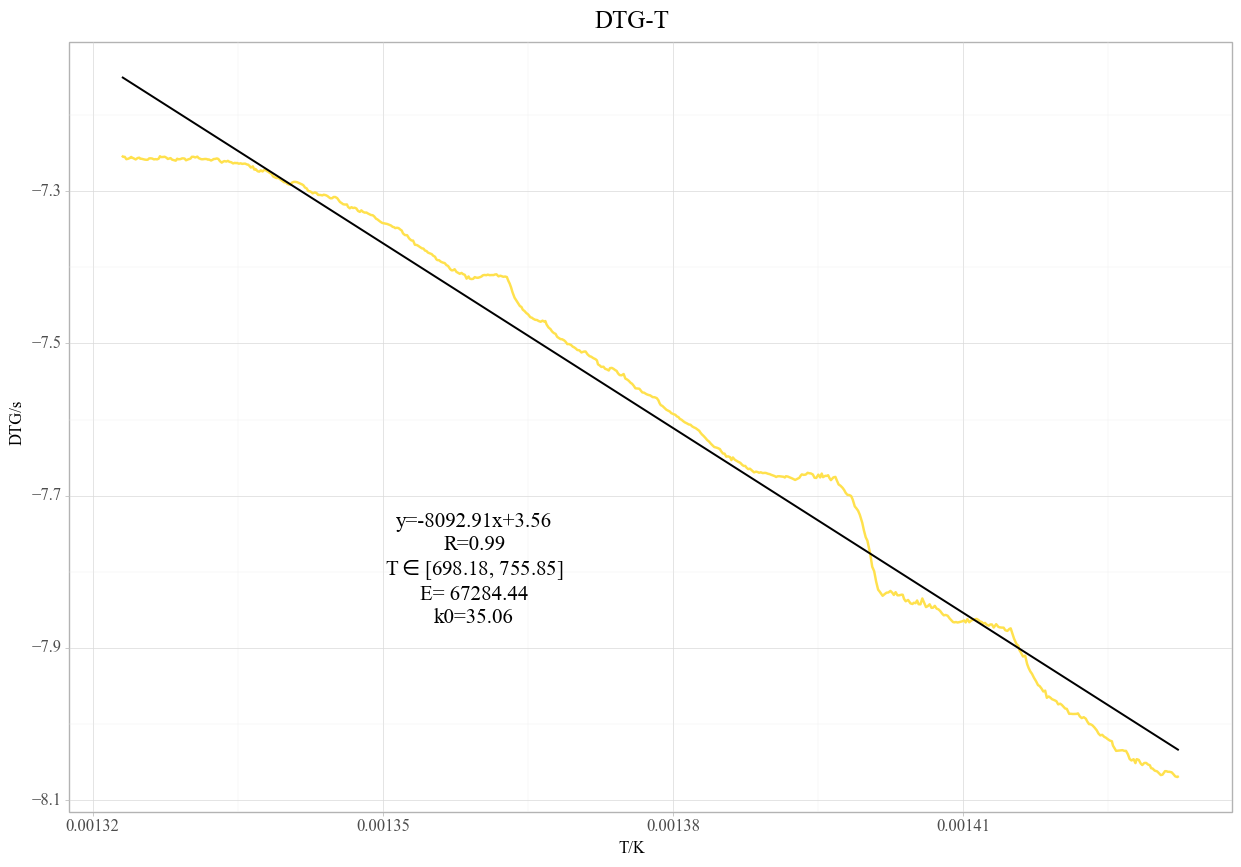 DTG-T
DTG/s
−7.3
−7.5
−7.7
−7.9
−8.1
y=-8092.91x+3.56
R=0.99
T ∈ [698.18, 755.85]
E= 67284.44
k0=35.06
0.00132 0.00135 0.00138 0.00141
T/K